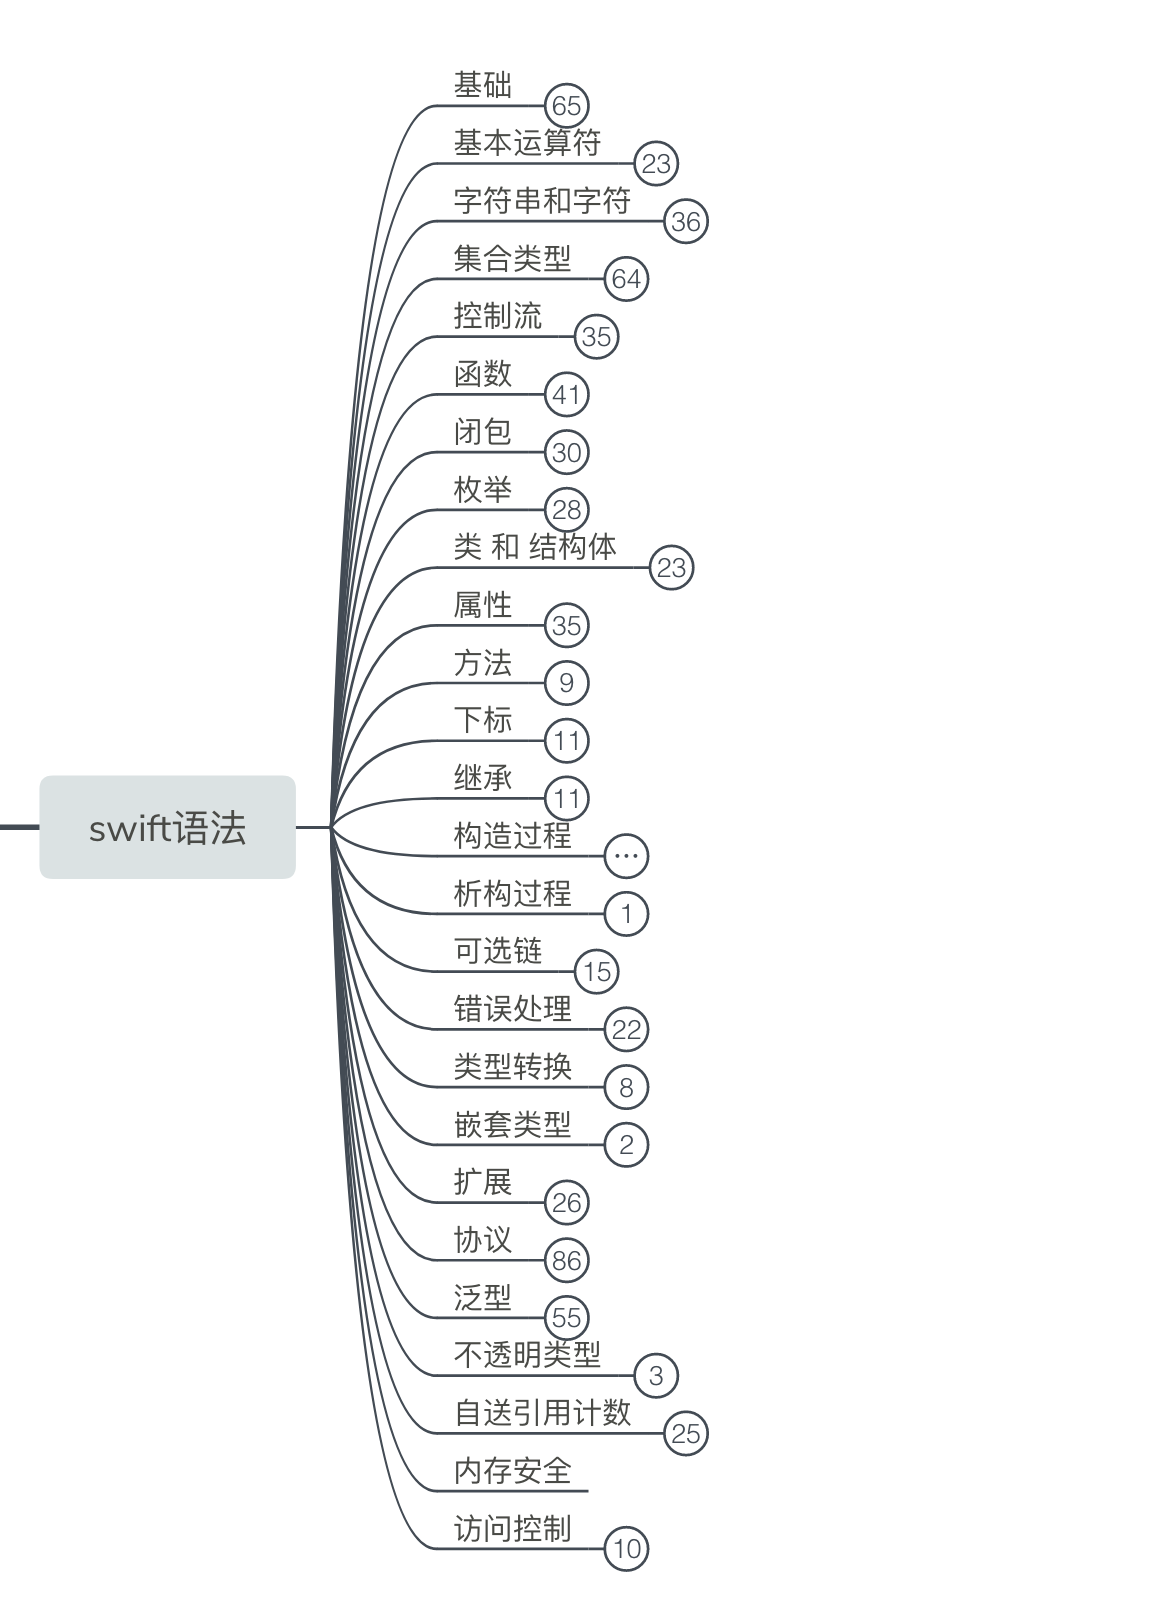 基础
65
基本运算符
23
字符串和字符
36
集合类型
64
控制流
35
函数
41
闭包
30
枚举
28
类 和 结构体
23
属性
35
方法
9
下标
11
继承
11
swift语法
构造过程
…
析构过程
1
可选链
15
错误处理
22
类型转换
8
嵌套类型
2
扩展
26
协议
86
泛型
55
不透明类型
3
自送引用计数
25
内存安全
访问控制
10